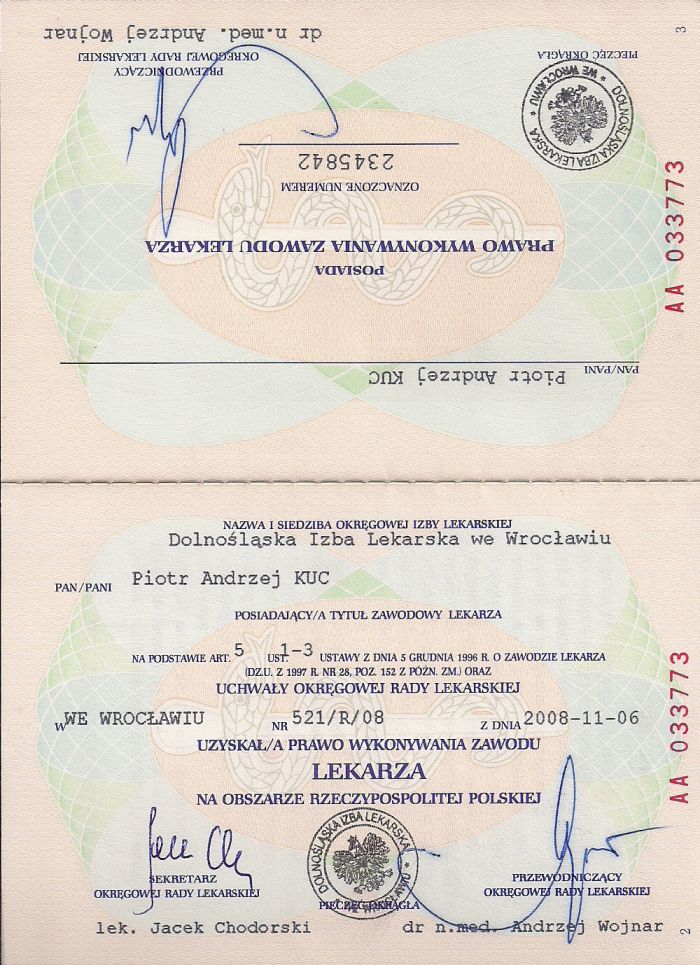 3
PIECZĘĆ OKRĄGŁA
DOLNOŚLĄSKA IZBA LEKARSKA * WE WROCŁAWIU *
dr n.med. Andrzej Wojnar
PRZEWODNICZĄCY
OKRĘGOWEJ RADY LEKARSKIEJ
2345842
OZNACZONE NUMEREM
PRAWO WYKONYWANIA ZAWODU LEKARZA
POSIADA
Piotr Andrzej KUC
PAN/PANI
AA 033773
NAZWA I SIEDZIBA OKRĘGOWEJ IZBY LEKARSKIEJ
Dolnośląska Izba Lekarska we Wrocławiu
PAN/PANI Piotr Andrzej KUC
POSIADAJĄCY/A TYTUŁ ZAWODOWY LEKARZA
NA PODSTAWIE ART. 5 UST. 1-3 USTAWY Z DNIA 5 GRUDNIA 1996 R. O ZAWODZIE LEKARZA
(DZ.U. Z 1997 R. NR 28, POZ. 152 Z PÓŹN. ZM.) ORAZ
UCHWAŁY OKRĘGOWEJ RADY LEKARSKIEJ
W WE WROCŁAWIU NR 521/R/08 Z DNIA 2008-11-06
UZYSKAŁ/A PRAWO WYKONYWANIA ZAWODU
LEKARZA
NA OBSZARZE RZECZYPOSPOLITEJ POLSKIEJ
DOLNOŚLĄSKA IZBA LEKARSKA * WE WROCŁAWIU *
SEKRETARZ
OKRĘGOWEJ RADY LEKARSKIEJ
PIECZĘĆ OKRĄGŁA
PRZEWODNICZĄCY
OKRĘGOWEJ RADY LEKARSKIEJ
lek. Jacek Chodorski
dr n.med. Andrzej Wojnar
AA 033773
2